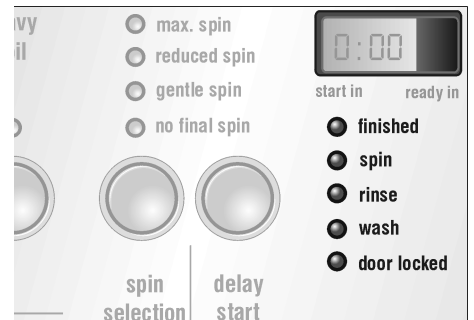 max. spin
reduced spin
gentle spin
no final spin
0:00
start in
ready in
finished
spin
rinse
wash
door locked
spin
selection
delay
start